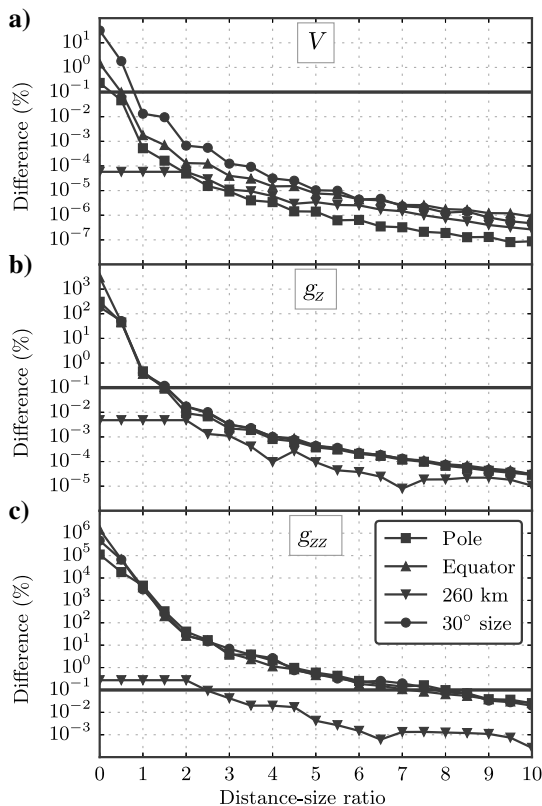 a)
V
Difference (%)
10^1
10^0
10^-1
10^-2
10^-3
10^-4
10^-5
10^-6
10^-7
b)
g_Z
Difference (%)
10^3
10^2
10^1
10^0
10^-1
10^-2
10^-3
10^-4
10^-5
c)
g_ZZ
Difference (%)
10^6
10^5
10^4
10^3
10^2
10^1
10^0
10^-1
10^-2
10^-3
Pole
Equator
260 km
30° size
0 1 2 3 4 5 6 7 8 9 10
Distance-size ratio